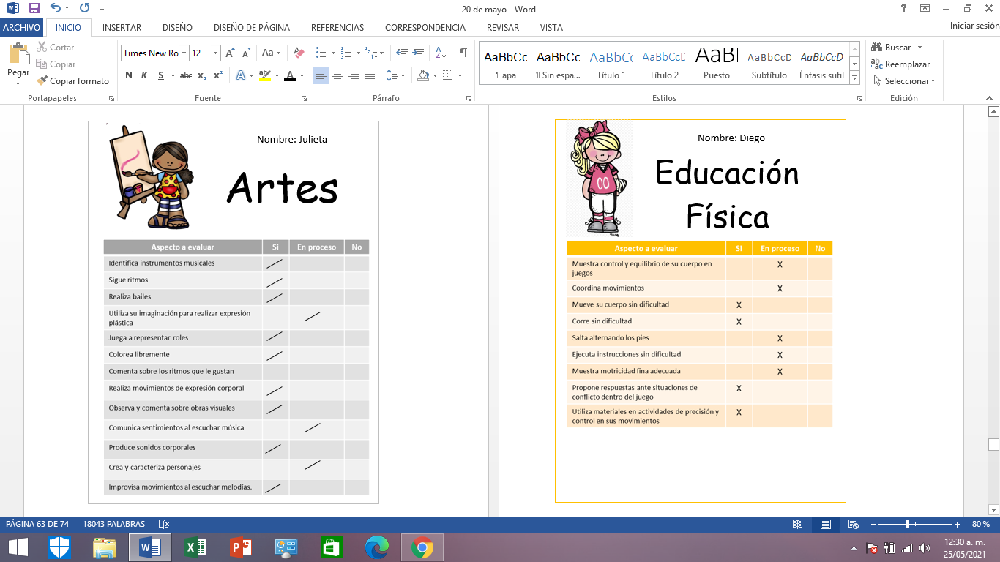 20 de mayo - Word
ARCHIVO INICIO INSERTAR DISEÑO DISEÑO DE PÁGINA REFERENCIAS CORRESPONDENCIA REVISAR VISTA Iniciar sesión
Pegar
Cortar
Copiar
Copiar formato
Portapapeles
Times New Ro 12
Aa
N K S abc x₂ x²
Fuente
Párrafo
AaBbCc AaBbCc AaBbCc AaBbCcD AaBl AaBbCcD AaBbCcD
¶ apa ¶ Sin espa... Título 1 Título 2 Puesto Subtítulo Énfasis sutil
Estilos
Buscar
Reemplazar
Seleccionar
Edición
Nombre: Julieta
Artes
Aspecto a evaluar Si En proceso No
Identifica instrumentos musicales
Sigue ritmos
Realiza bailes
Utiliza su imaginación para realizar expresión
plástica
Juega a representar roles
Colorea libremente
Comenta sobre los ritmos que le gustan
Realiza movimientos de expresión corporal
Observa y comenta sobre obras visuales
Comunica sentimientos al escuchar música
Produce sonidos corporales
Crea y caracteriza personajes
Improvisa movimientos al escuchar melodías.
Nombre: Diego
00
Educación
Física
Aspecto a evaluar Si En proceso No
Muestra control y equilibrio de su cuerpo en X
juegos
Coordina movimientos X
Mueve su cuerpo sin dificultad X
Corre sin dificultad X
Salta alternando los pies X
Ejecuta instrucciones sin dificultad X
Muestra motricidad fina adecuada X
Propone respuestas ante situaciones de X
conflicto dentro del juego
Utiliza materiales en actividades de precisión y X
control en sus movimientos
PÁGINA 63 DE 74 18043 PALABRAS 80 %
12:30 a. m.
25/05/2021